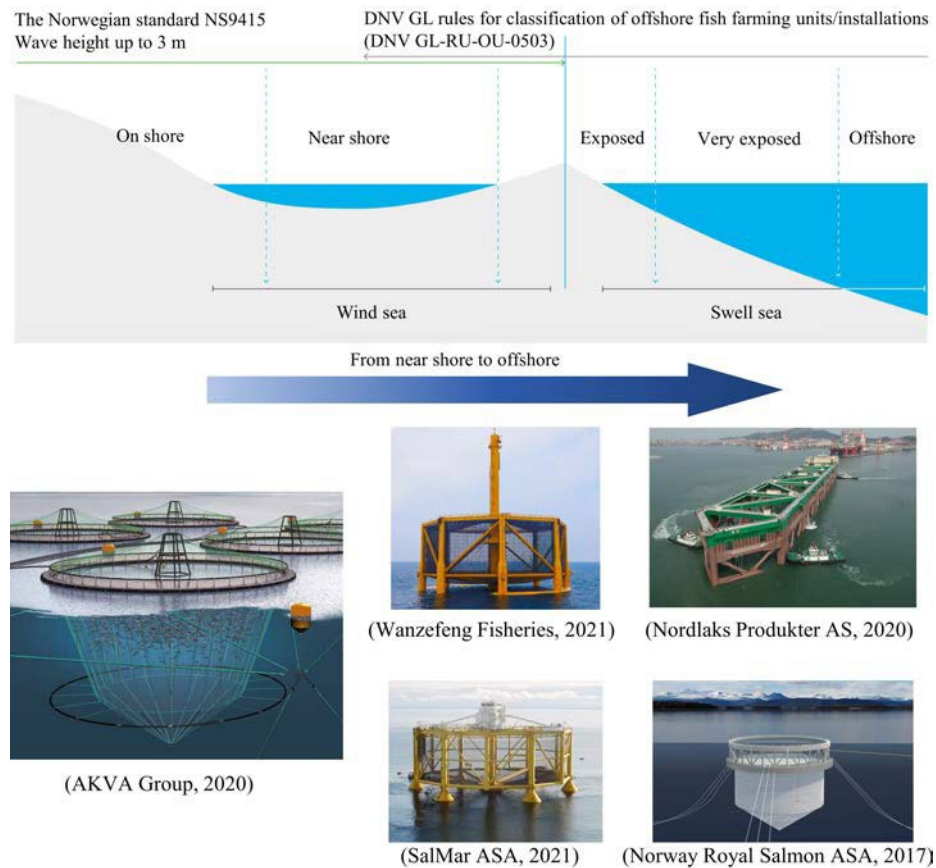 The Norwegian standard NS9415
Wave height up to 3 m
DNV GL rules for classification of offshore fish farming units/installations
(DNV GL-RU-OU-0503)
On shore
Near shore
Exposed
Very exposed
Offshore
Wind sea
Swell sea
From near shore to offshore
(Wanzefeng Fisheries, 2021)
(Nordlaks Produkter AS, 2020)
(AKVA Group, 2020)
(SalMar ASA, 2021)
(Norway Royal Salmon ASA, 2017)